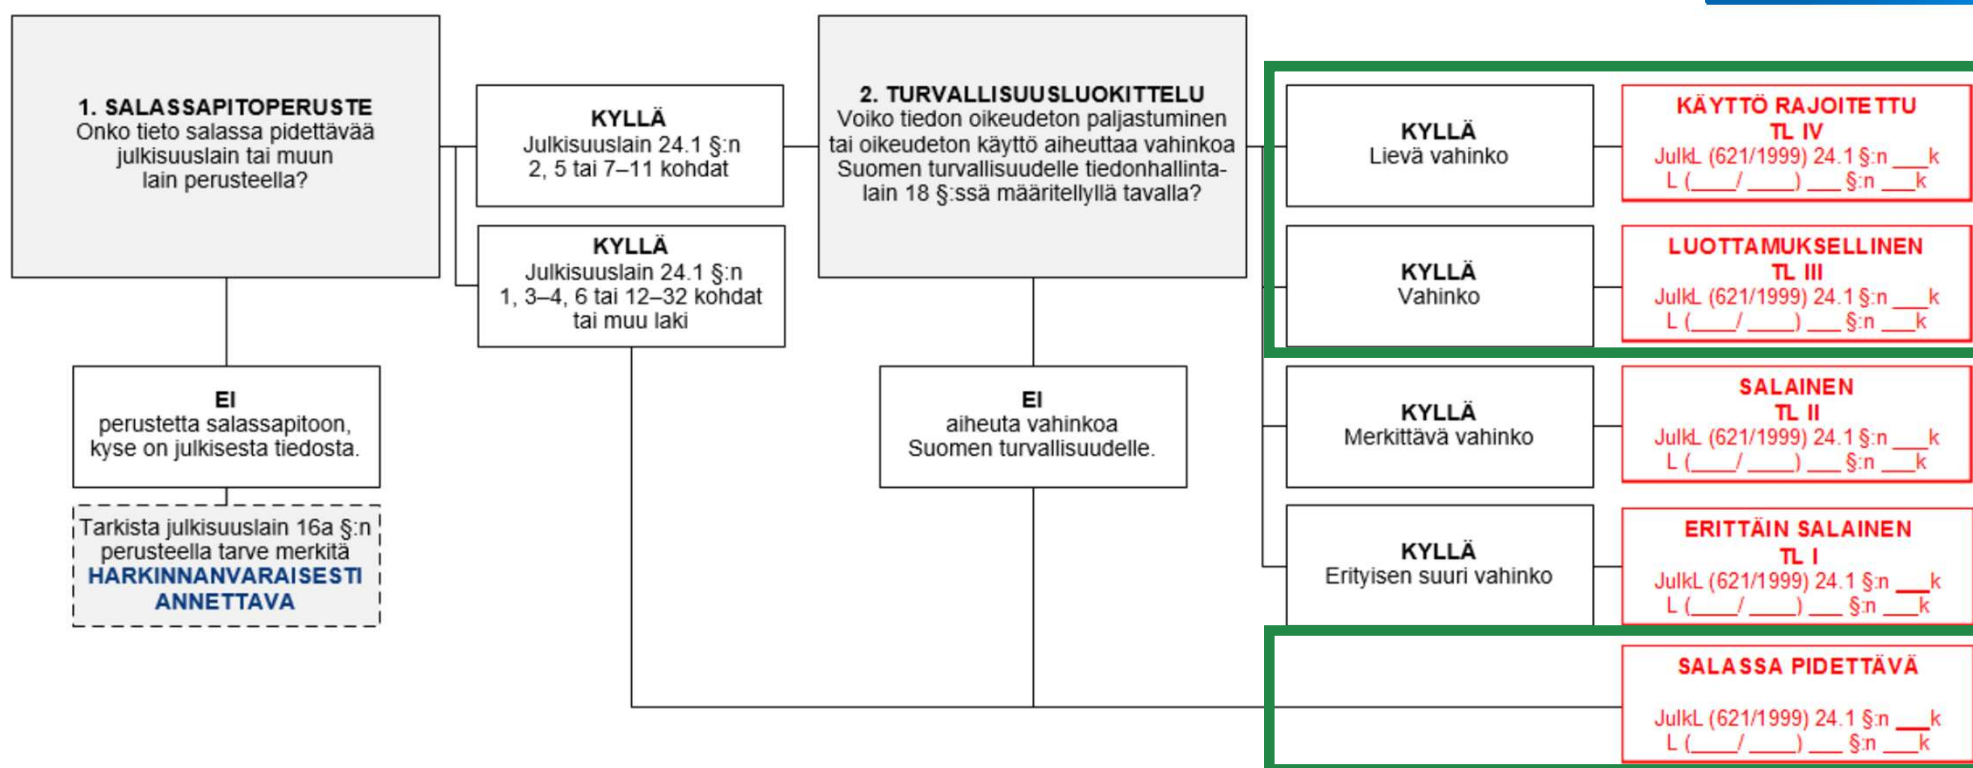 1. SALASSAPITOPERUSTE
Onko tieto salassa pidettävää
julkisuuslain tai muun
lain perusteella?
KYLLÄ
Julkisuuslain 24.1 §:n
2, 5 tai 7–11 kohdat
KYLLÄ
Julkisuuslain 24.1 §:n
1, 3–4, 6 tai 12–32 kohdat
tai muu laki
EI
perustetta salassapitoon,
kyse on julkisesta tiedosta.
Tarkista julkisuuslain 16a §:n
perusteella tarve merkitä
HARKINNANVARAISESTI
ANNETTAVA
2. TURVALLISUUSLUOKITTELU
Voiko tiedon oikeudeton paljastuminen
tai oikeudeton käyttö aiheuttaa vahinkoa
Suomen turvallisuudelle tiedonhallinta-
lain 18 §:ssä määritellyllä tavalla?
EI
aiheuta vahinkoa
Suomen turvallisuudelle.
KYLLÄ
Lievä vahinko
KÄYTTÖ RAJOITETTU
TL IV
JulkL (621/1999) 24.1 §:n ___k
L (____/ ____) ___ §:n ___k
KYLLÄ
Vahinko
LUOTTAMUKSELLINEN
TL III
JulkL (621/1999) 24.1 §:n ___k
L (____/ ____) ___ §:n ___k
KYLLÄ
Merkittävä vahinko
SALAINEN
TL II
JulkL (621/1999) 24.1 §:n ___k
L (____/ ____) ___ §:n ___k
KYLLÄ
Erityisen suuri vahinko
ERITTÄIN SALAINEN
TL I
JulkL (621/1999) 24.1 §:n ___k
L (____/ ____) ___ §:n ___k
SALASSA PIDETTÄVÄ
JulkL (621/1999) 24.1 §:n ___k
L (____/ ____) ___ §:n ___k